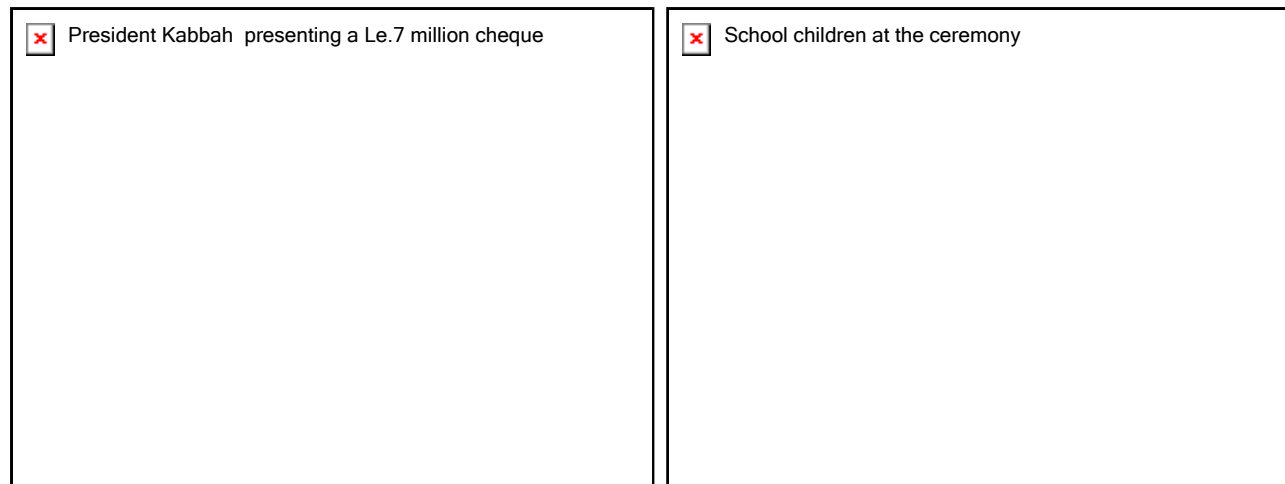 President Kabbah presenting a Le.7 million cheque
School children at the ceremony